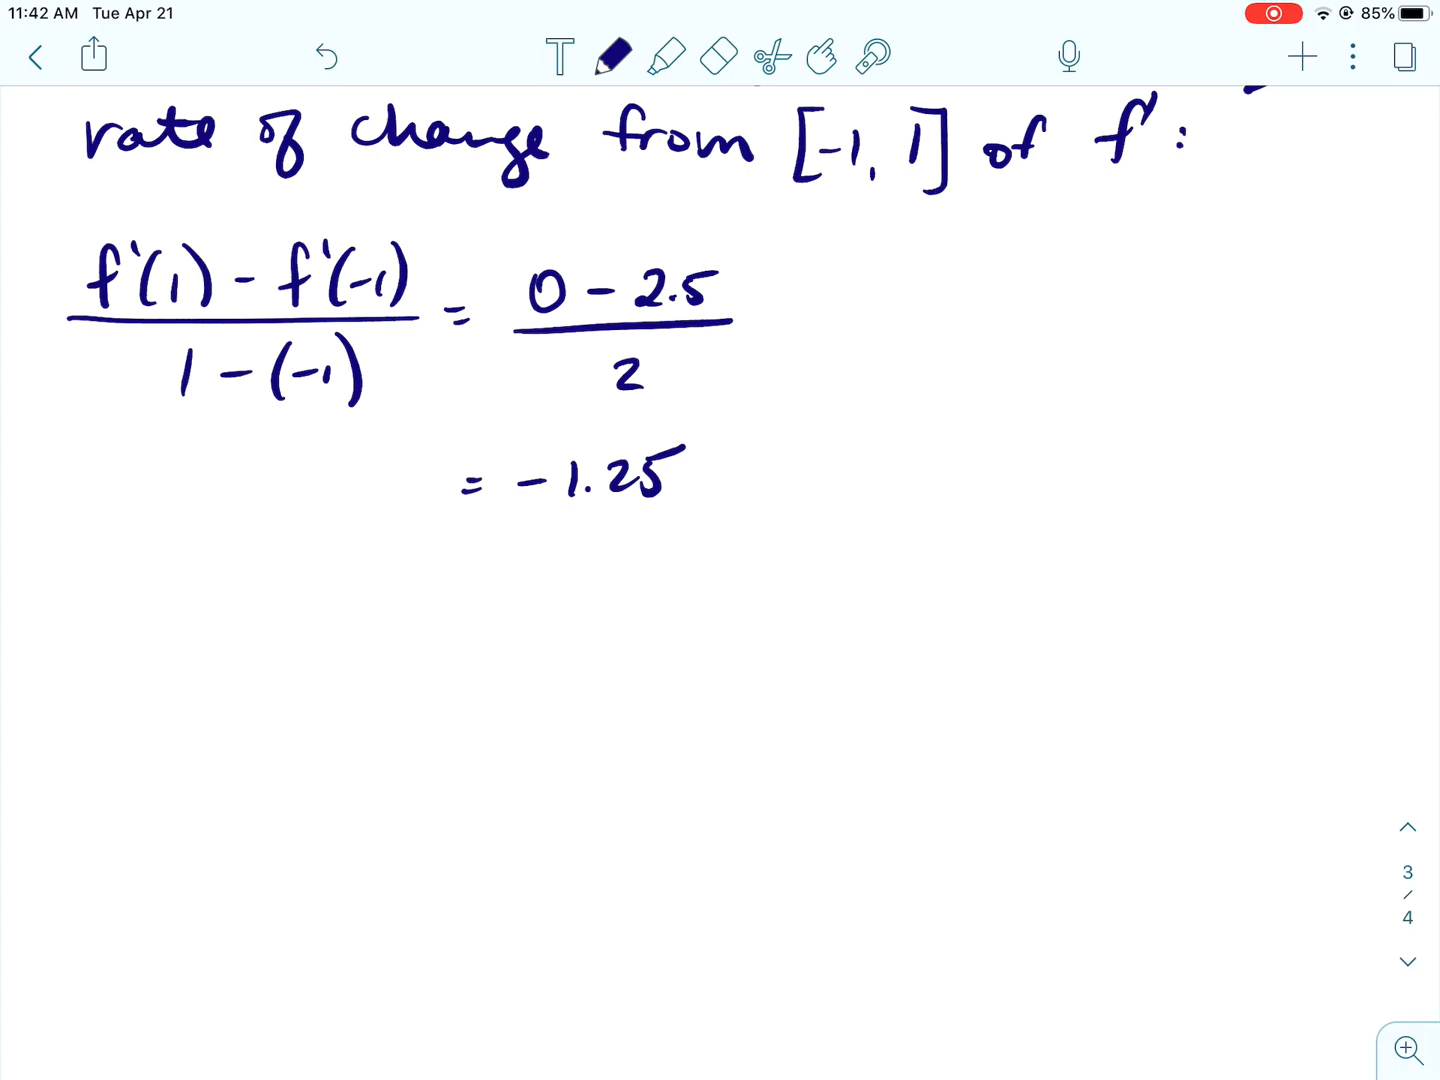 11:42 AM Tue Apr 21 85%
rate of change from [-1, 1] of f':
f'(1) - f'(-1) / 1 - (-1) = 0 - 2.5 / 2
= -1.25
3
/
4